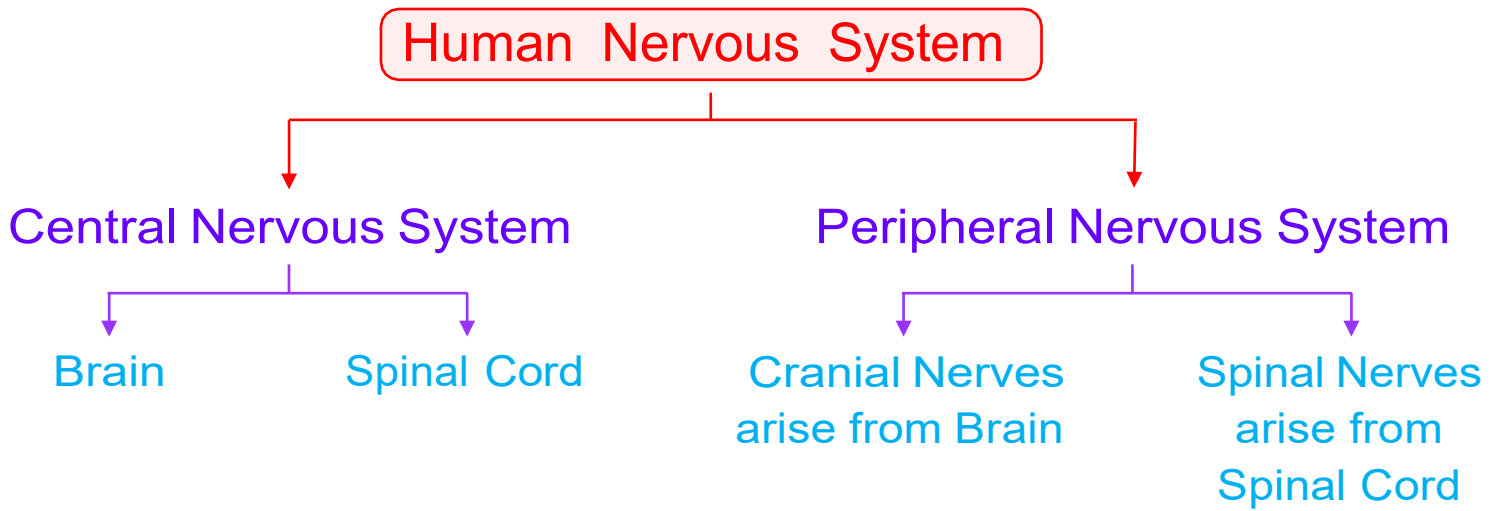 Human Nervous System
Central Nervous System
Peripheral Nervous System
Brain
Spinal Cord
Cranial Nerves
arise from Brain
Spinal Nerves
arise from
Spinal Cord